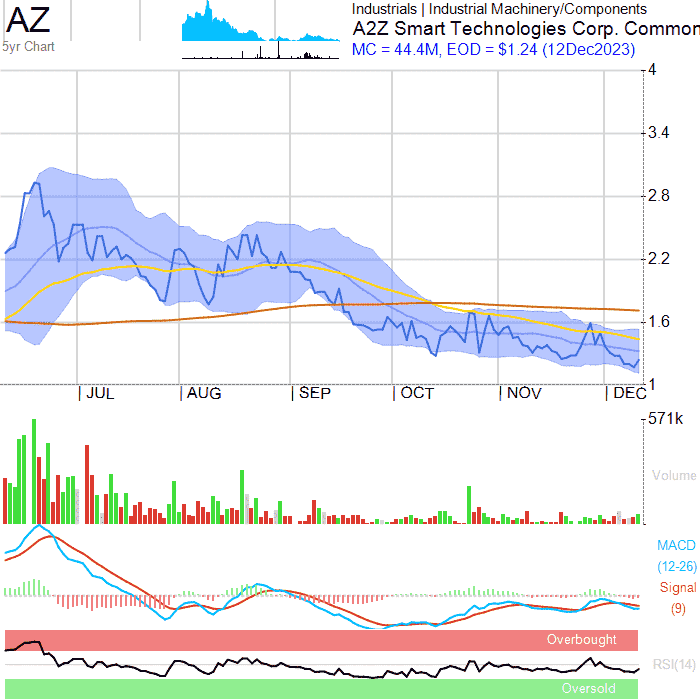 AZ
5yr Chart
Industrials | Industrial Machinery/Components
A2Z Smart Technologies Corp. Common
MC = 44.4M, EOD = $1.24 (12Dec2023)
4
3.4
2.8
2.2
1.6
1
JUL AUG SEP OCT NOV DEC
571k
Volume
MACD
(12-26)
Signal
(9)
Overbought
RSI(14)
Oversold